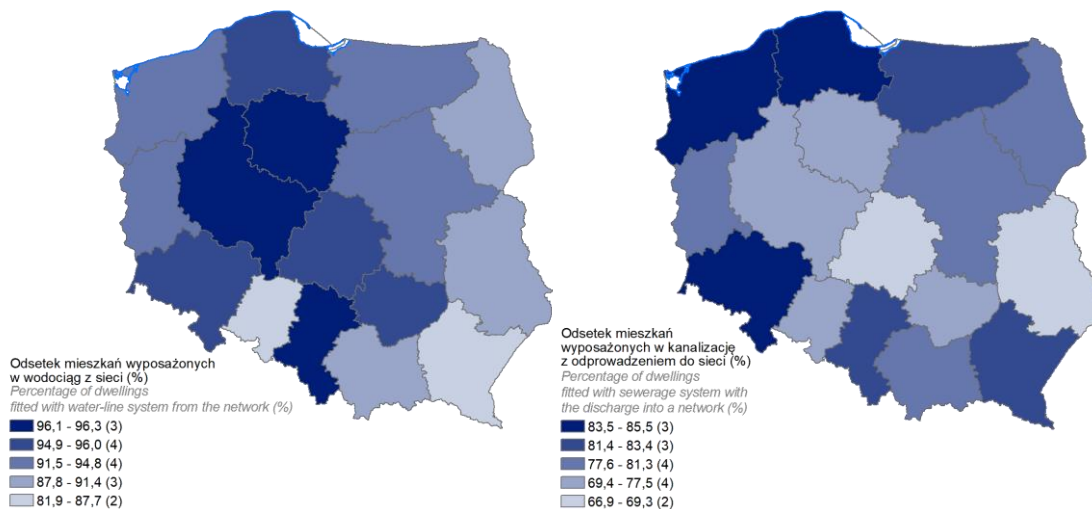 Odsetek mieszkań wyposażonych
w wodociąg z sieci (%)
Percentage of dwellings
fitted with water-line system from the network (%)
96,1 - 96,3 (3)
94,9 - 96,0 (4)
91,5 - 94,8 (4)
87,8 - 91,4 (3)
81,9 - 87,7 (2)
Odsetek mieszkań
wyposażonych w kanalizację
z odprowadzeniem do sieci (%)
Percentage of dwellings
fitted with sewerage system with
the discharge into a network (%)
83,5 - 85,5 (3)
81,4 - 83,4 (3)
77,6 - 81,3 (4)
69,4 - 77,5 (4)
66,9 - 69,3 (2)